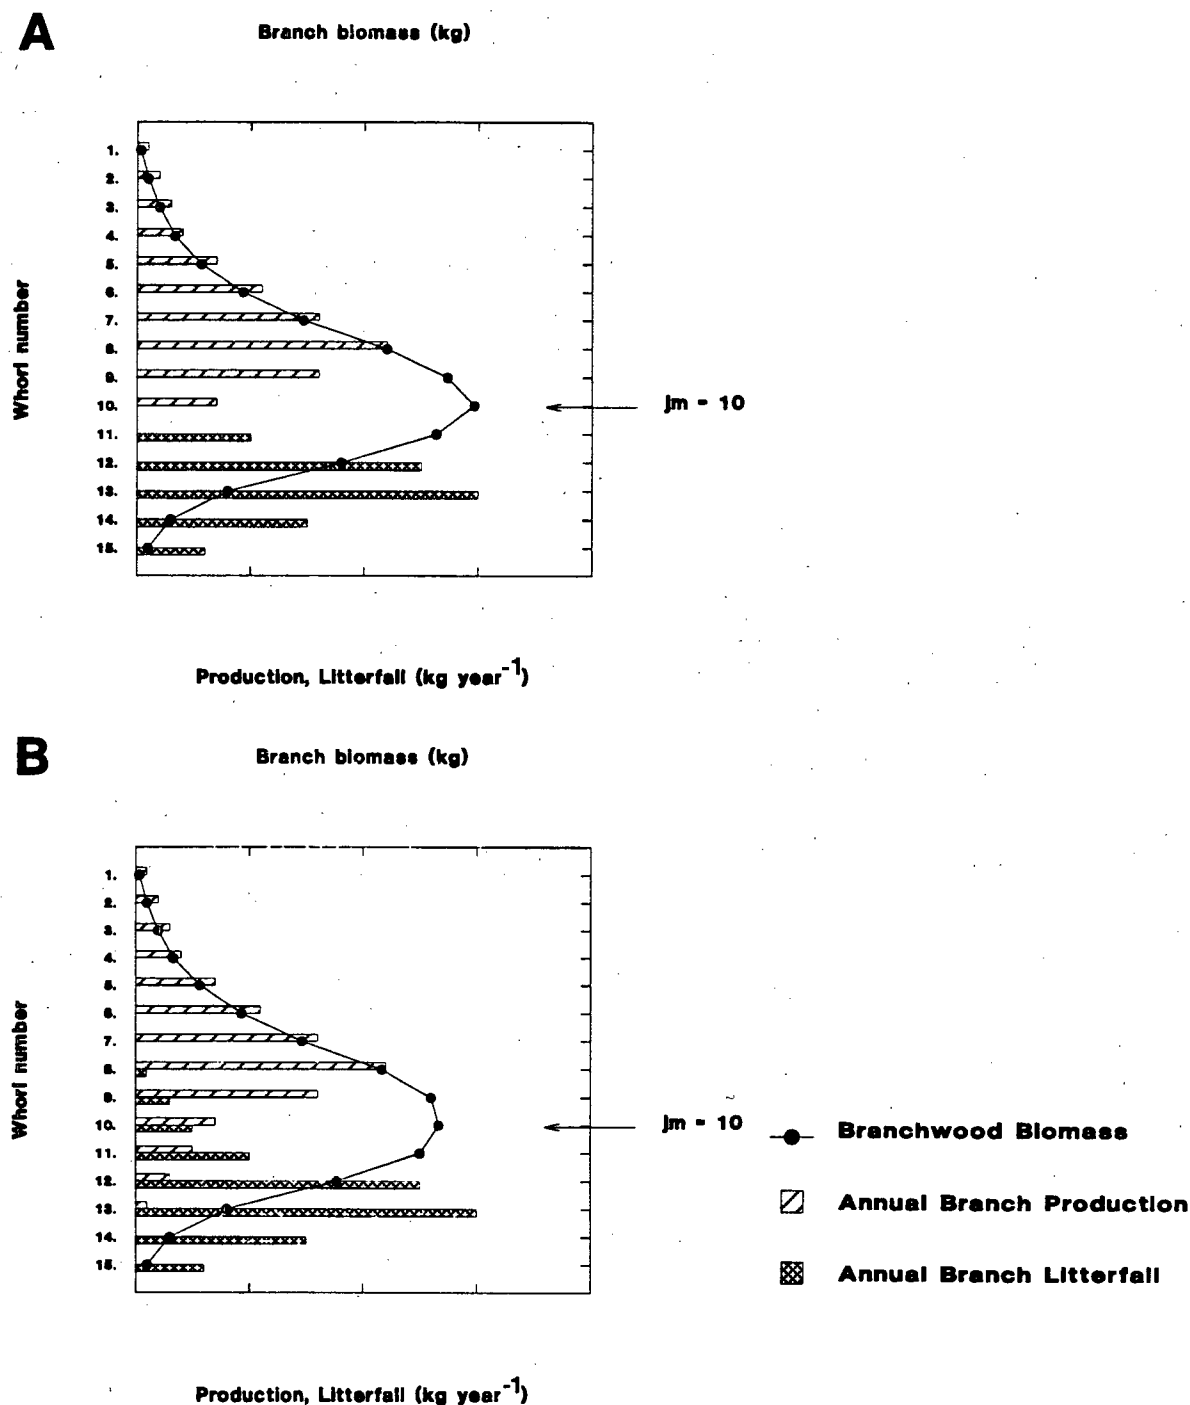 A
Branch biomass (kg)
1.
2.
3.
4.
5.
6.
7.
8.
9.
10.
11.
12.
13.
14.
15.
Whorl number
jm = 10
Production, Litterfall (kg year-1)
B
Branch biomass (kg)
1.
2.
3.
4.
5.
6.
7.
8.
9.
10.
11.
12.
13.
14.
15.
Whorl number
jm = 10
Branchwood Biomass
Annual Branch Production
Annual Branch Litterfall
Production, Litterfall (kg year-1)